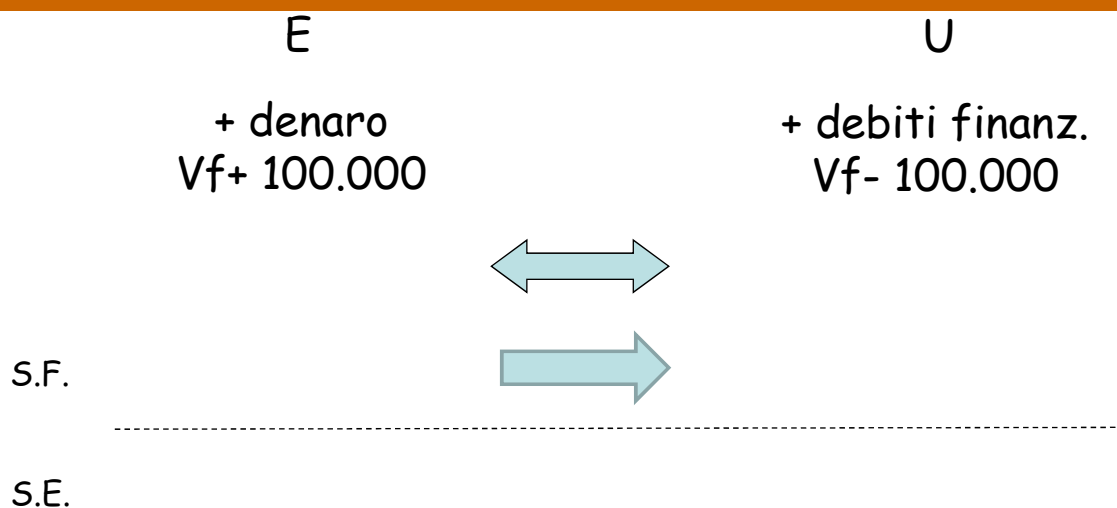 E
U
+ denaro
Vf+ 100.000
+ debiti finanz.
Vf- 100.000
S.F.
S.E.